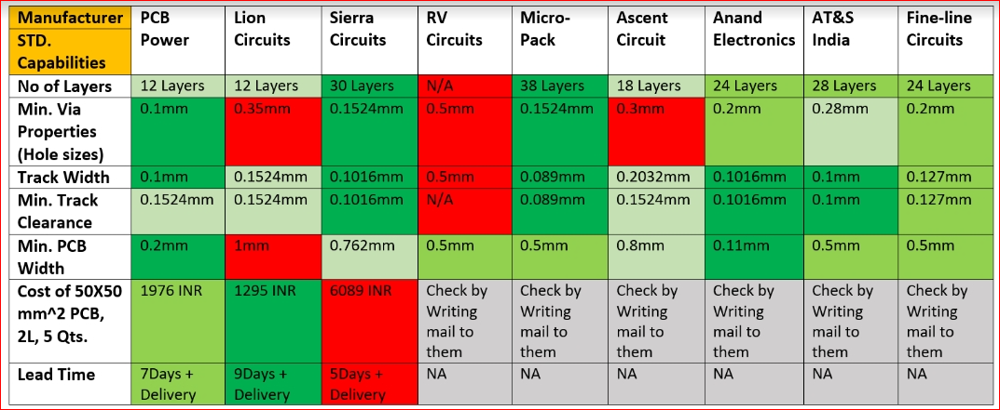 Manufacturer PCB Power Lion Circuits Sierra Circuits RV Circuits Micro-Pack Ascent Circuit Anand Electronics AT&S India Fine-line Circuits
STD. Capabilities
No of Layers 12 Layers 12 Layers 30 Layers N/A 38 Layers 18 Layers 24 Layers 28 Layers 24 Layers
Min. Via Properties (Hole sizes) 0.1mm 0.35mm 0.1524mm 0.5mm 0.1524mm 0.3mm 0.2mm 0.28mm 0.2mm
Track Width 0.1mm 0.1524mm 0.1016mm 0.5mm 0.089mm 0.2032mm 0.1016mm 0.1mm 0.127mm
Min. Track Clearance 0.1524mm 0.1524mm 0.1016mm N/A 0.089mm 0.1524mm 0.1016mm 0.1mm 0.127mm
Min. PCB Width 0.2mm 1mm 0.762mm 0.5mm 0.5mm 0.8mm 0.11mm 0.5mm 0.5mm
Cost of 50X50 mm^2 PCB, 2L, 5 Qts. 1976 INR 1295 INR 6089 INR Check by Writing mail to them Check by Writing mail to them Check by Writing mail to them Check by Writing mail to them Check by Writing mail to them Check by Writing mail to them
Lead Time 7Days + Delivery 9Days + Delivery 5Days + Delivery NA NA NA NA NA NA